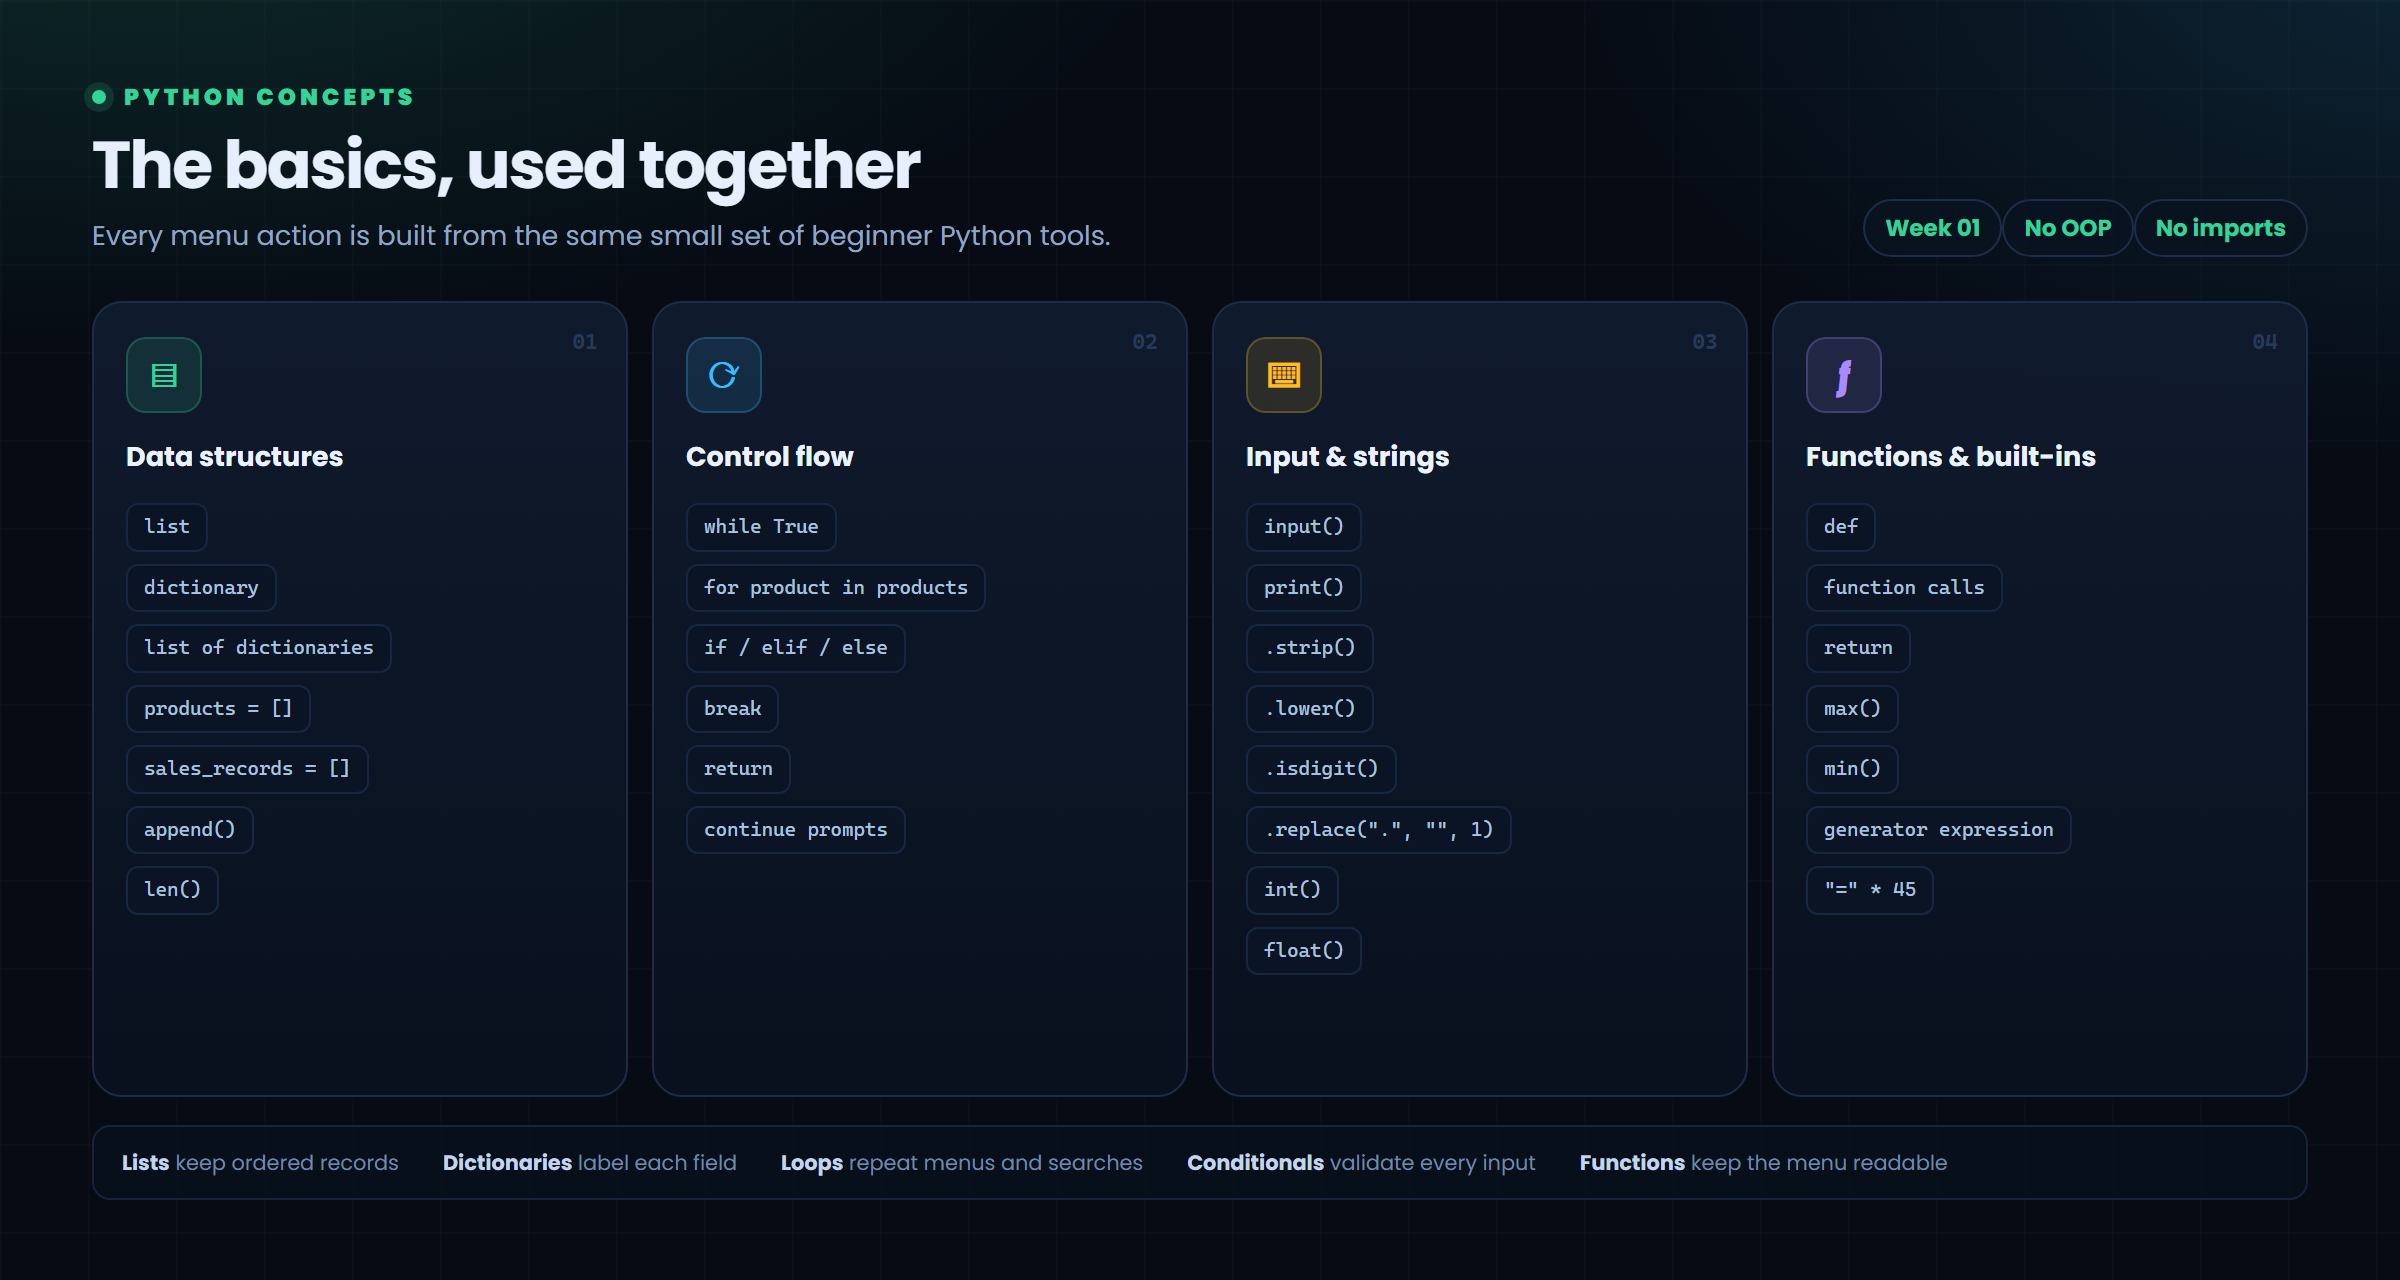 PYTHON CONCEPTS
The basics, used together
Every menu action is built from the same small set of beginner Python tools.
Week 01
No OOP
No imports
01
Data structures
list
dictionary
list of dictionaries
products = []
sales_records = []
append()
len()
02
Control flow
while True
for product in products
if / elif / else
break
return
continue prompts
03
Input & strings
input()
print()
.strip()
.lower()
.isdigit()
.replace(".", "", 1)
int()
float()
04
f
Functions & built-ins
def
function calls
return
max()
min()
generator expression
"=" * 45
Lists keep ordered records
Dictionaries label each field
Loops repeat menus and searches
Conditionals validate every input
Functions keep the menu readable